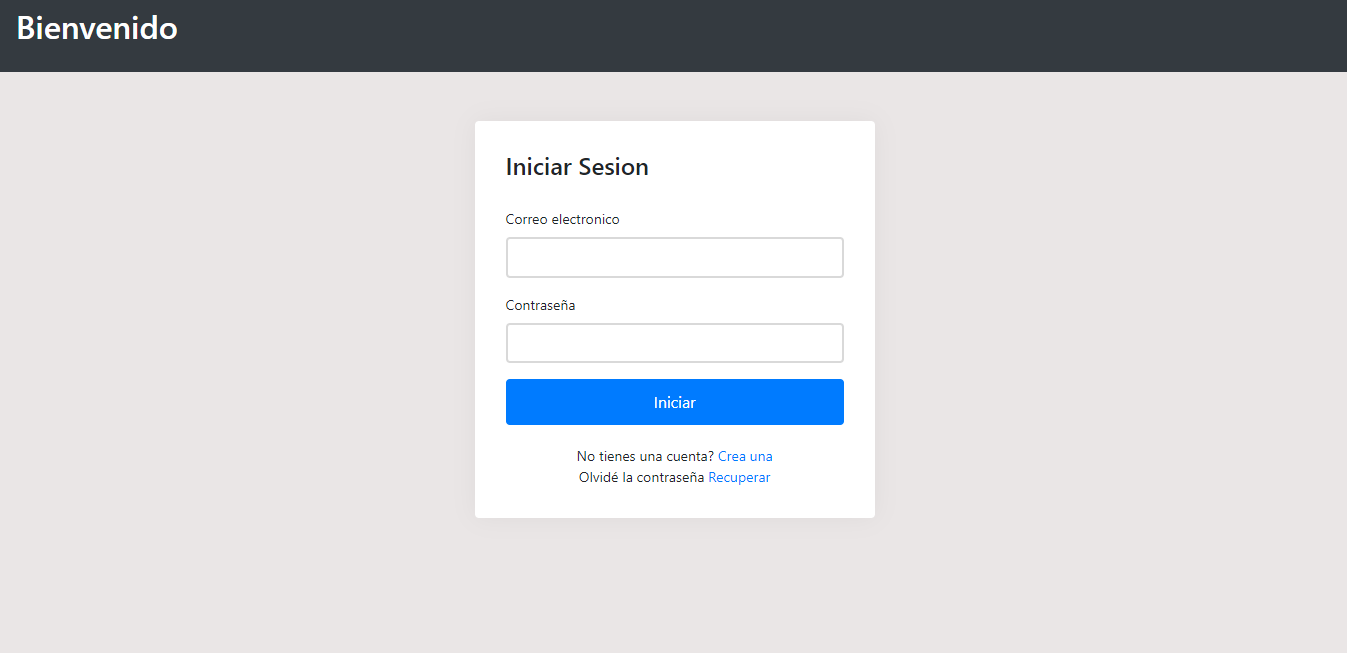 Bienvenido
Iniciar Sesion
Correo electronico
Contraseña
Iniciar
No tienes una cuenta? Crea una
Olvidé la contraseña Recuperar